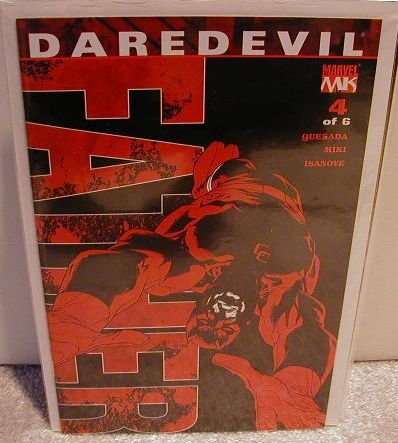 DAREDEVIL
FATHER
MARVEL
MK
4
of 6
QUESADA
MIKI
ISANOVE